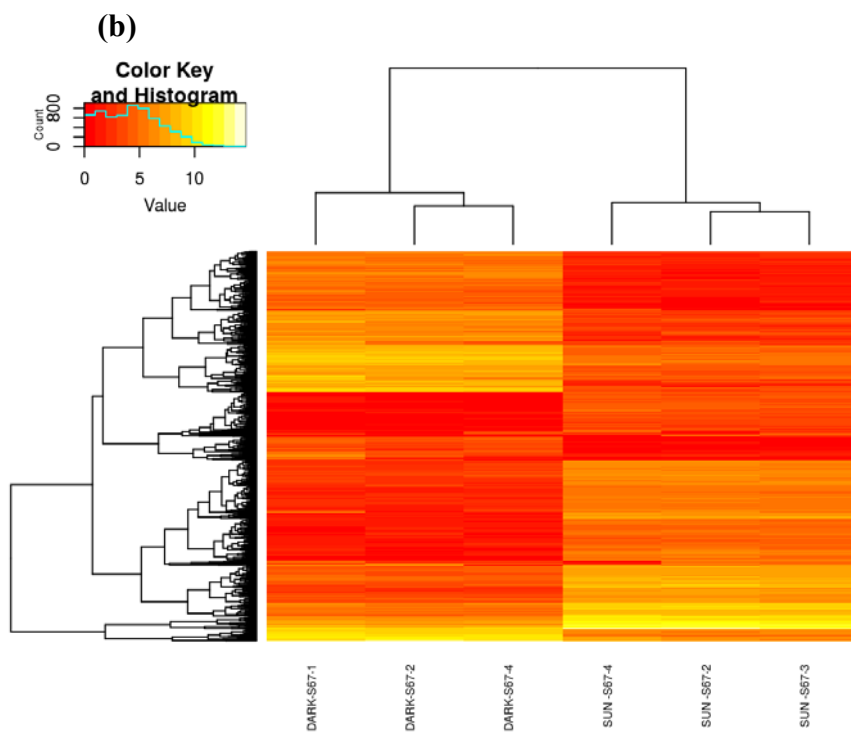 (b)
Color Key
and Histogram
Count
0 800
0 5 10
Value
DARK-S67-1
DARK-S67-2
DARK-S67-4
SUN -S67-4
SUN -S67-2
SUN -S67-3